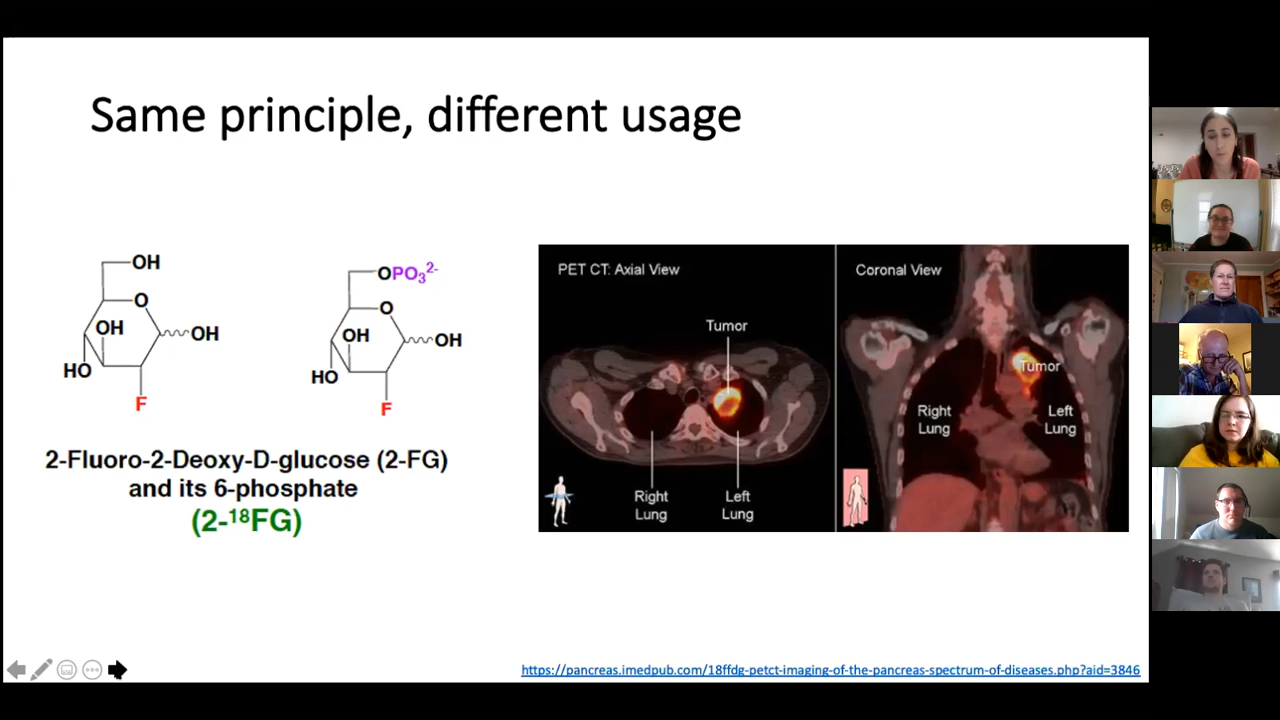 Same principle, different usage
OH
O
OH
OH
HO
F
OPO₃²⁻
O
OH
OH
HO
F
2-Fluoro-2-Deoxy-D-glucose (2-FG)
and its 6-phosphate
(2-¹⁸FG)
PET CT: Axial View
Tumor
Right
Lung
Left
Lung
Coronal View
Tumor
Right
Lung
Left
Lung
https://pancreas.imedpub.com/18ffdg-petct-imaging-of-the-pancreas-spectrum-of-diseases.php?aid=3846